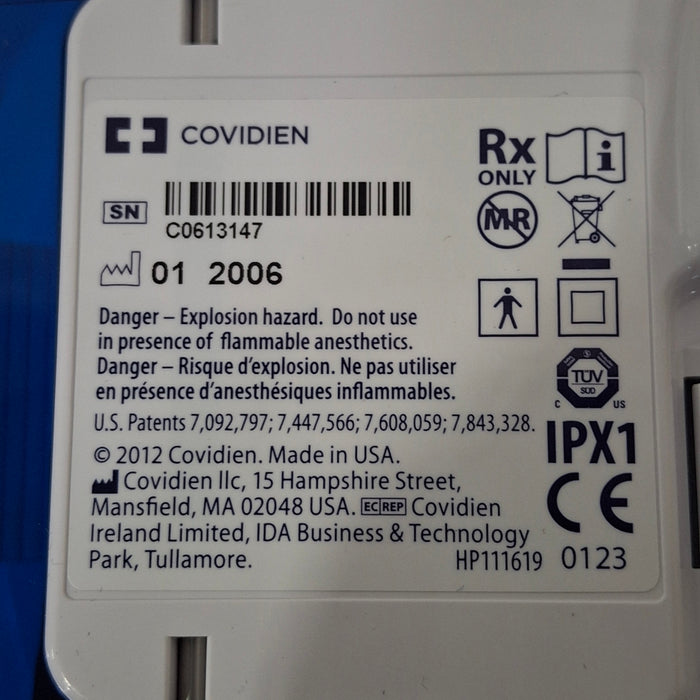 COVIDIEN
Rx
ONLY
SN
C0613147
MR
01 2006
Danger – Explosion hazard. Do not use
in presence of flammable anesthetics.
Danger – Risque d'explosion. Ne pas utiliser
en présence d'anesthésiques inflammables.
TÜV
SÜD
C US
U.S. Patents 7,092,797; 7,447,566; 7,608,059; 7,843,328.
IPX1
© 2012 Covidien. Made in USA.
Covidien llc, 15 Hampshire Street,
Mansfield, MA 02048 USA. EC REP Covidien
Ireland Limited, IDA Business & Technology
Park, Tullamore.
HP111619
CE
0123